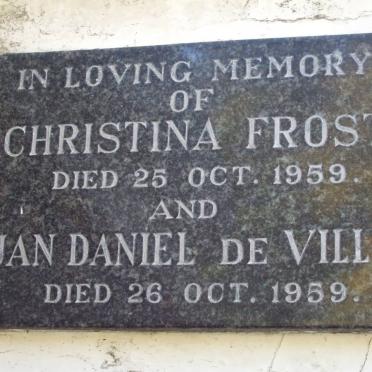 IN LOVING MEMORY
OF
CHRISTINA FROST
DIED 25 OCT. 1959.
AND
JAN DANIEL DE VILL
DIED 26 OCT. 1959.